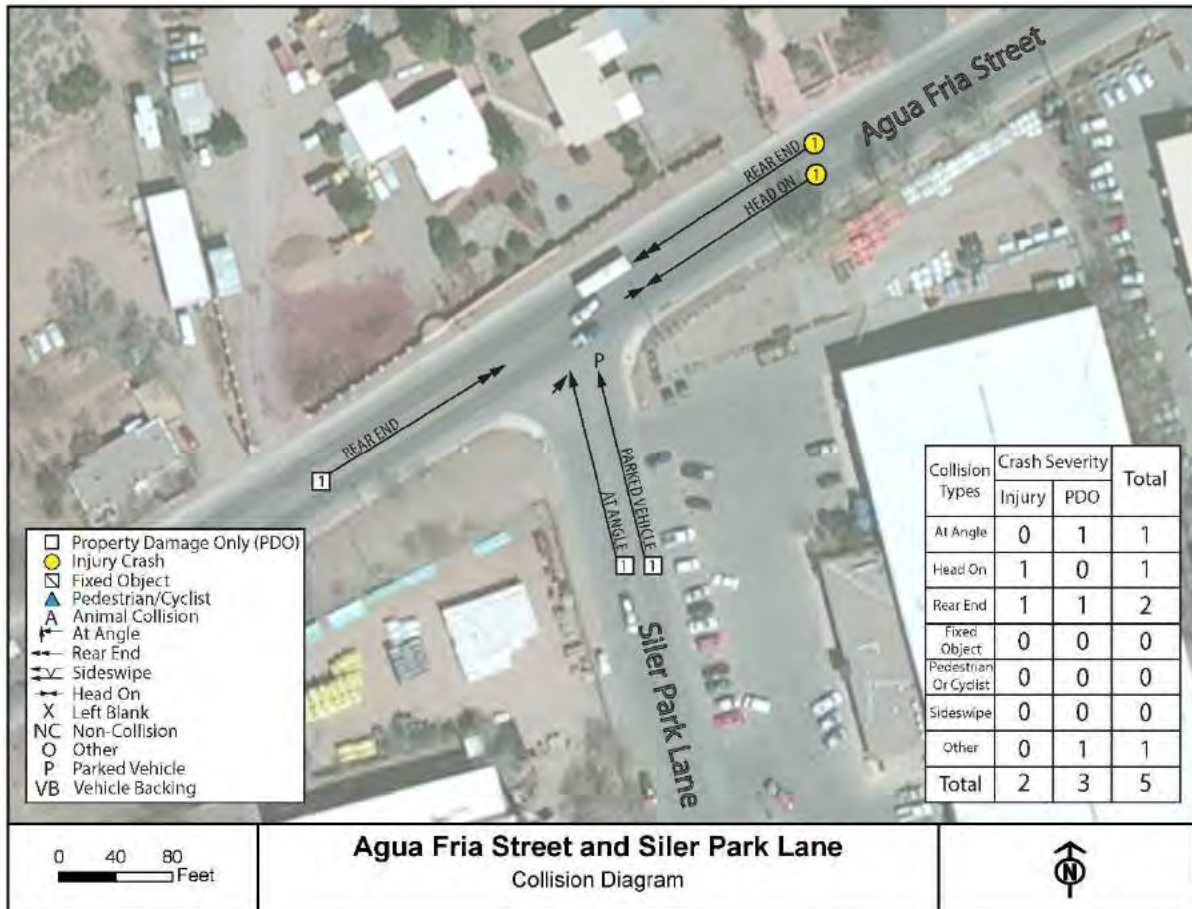 Agua Fria Street
REAR END
1
HEAD ON
1
P
REAR END
1
AT ANGLE
1
PARKED VEHICLE
1
Siler Park Lane
Property Damage Only (PDO)
Injury Crash
Fixed Object
Pedestrian/Cyclist
A Animal Collision
At Angle
Rear End
Sideswipe
Head On
X Left Blank
NC Non-Collision
O Other
P Parked Vehicle
VB Vehicle Backing
Collision Types Crash Severity Total
Injury PDO
At Angle 0 1 1
Head On 1 0 1
Rear End 1 1 2
Fixed Object 0 0 0
Pedestrian Or Cyclist 0 0 0
Sideswipe 0 0 0
Other 0 1 1
Total 2 3 5
0 40 80
Feet
Agua Fria Street and Siler Park Lane
Collision Diagram
N